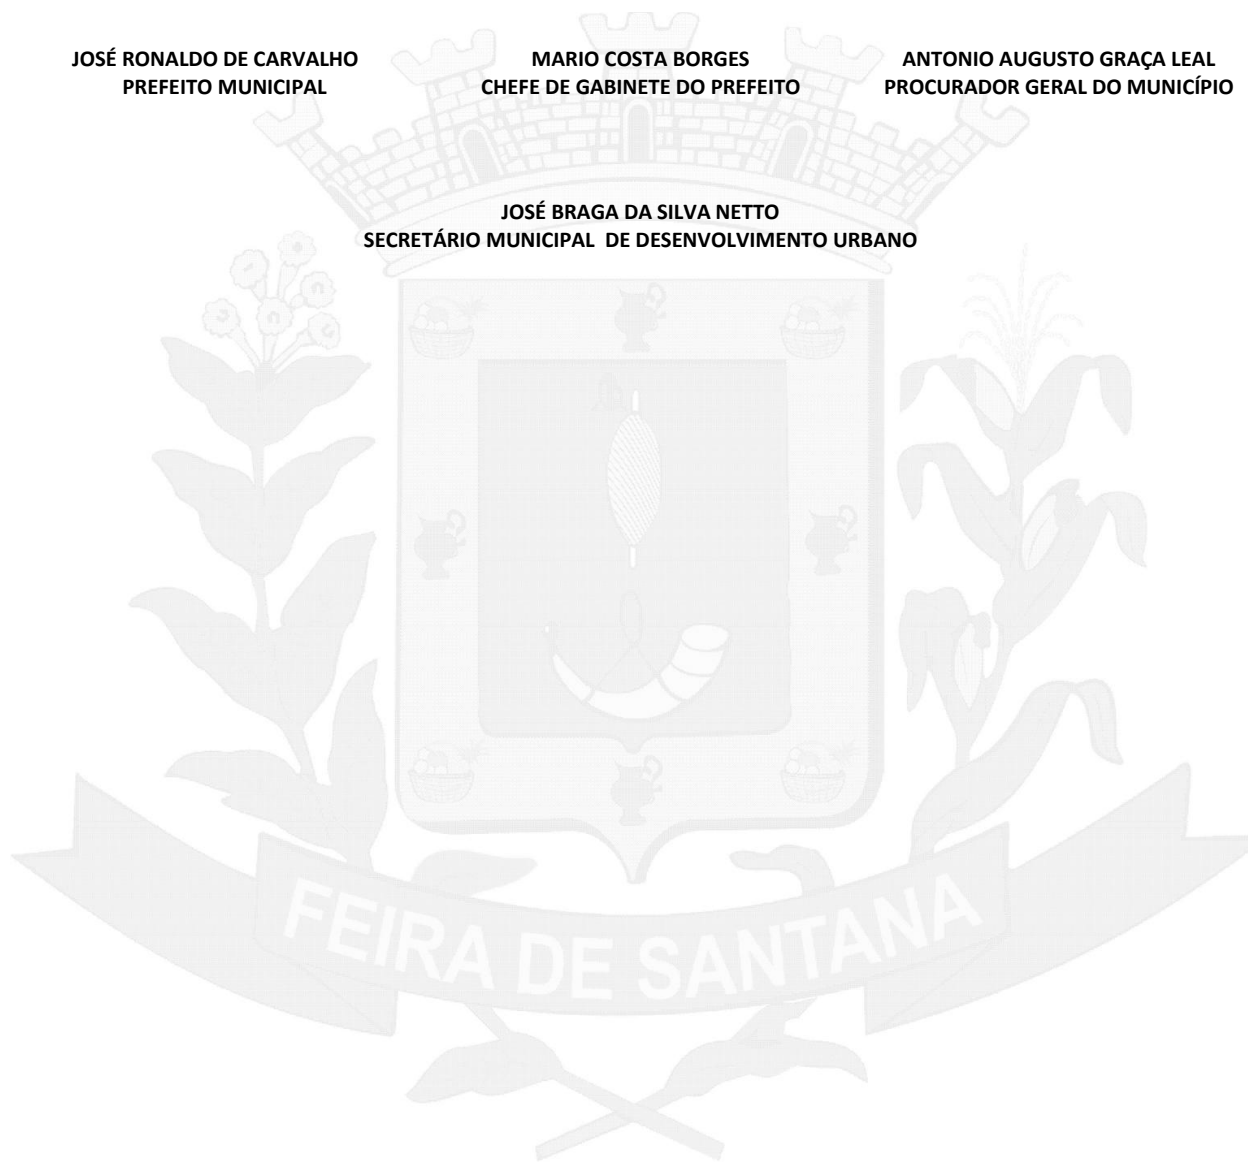 JOSÉ RONALDO DE CARVALHO
PREFEITO MUNICIPAL
MARIO COSTA BORGES
CHEFE DE GABINETE DO PREFEITO
ANTONIO AUGUSTO GRAÇA LEAL
PROCURADOR GERAL DO MUNICÍPIO
JOSÉ BRAGA DA SILVA NETTO
SECRETÁRIO MUNICIPAL DE DESENVOLVIMENTO URBANO
FEIRA DE SANTANA